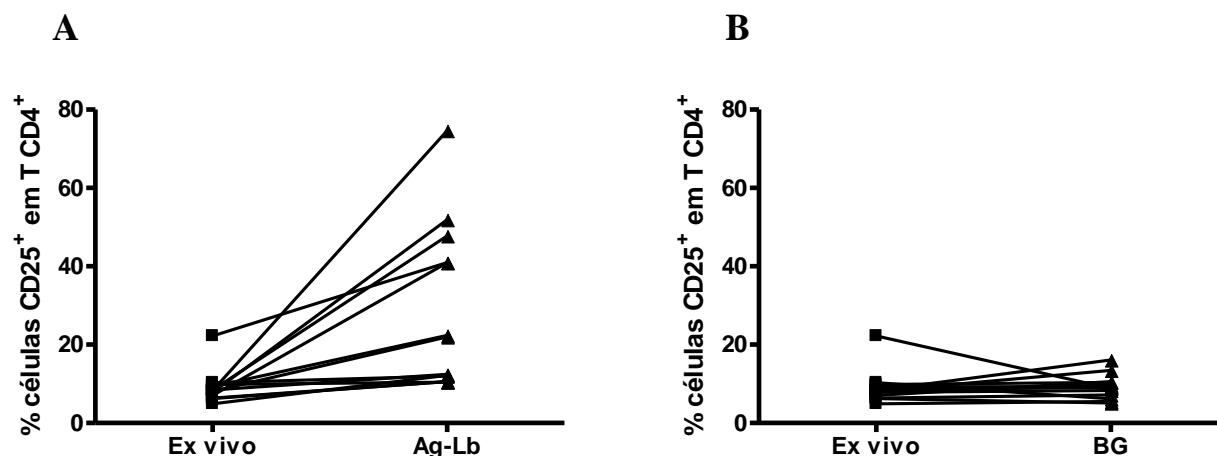 A
% células CD25⁺ em T CD4⁺
80
60
40
20
0
Ex vivo
Ag-Lb
B
% células CD25⁺ em T CD4⁺
80
60
40
20
0
Ex vivo
BG